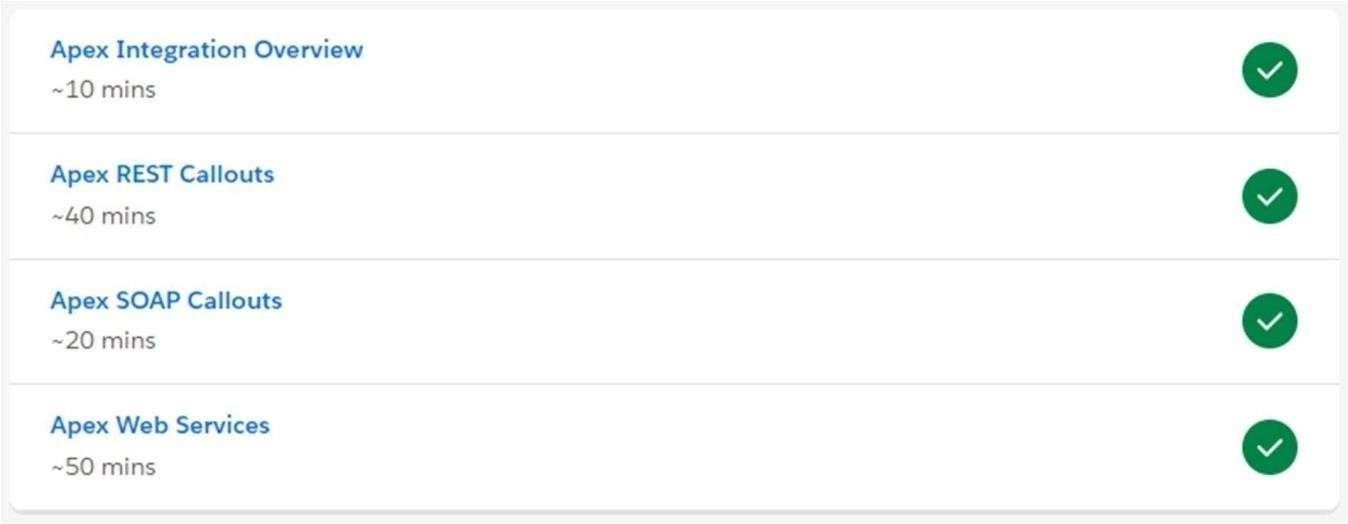 Apex Integration Overview
~10 mins
Apex REST Callouts
~40 mins
Apex SOAP Callouts
~20 mins
Apex Web Services
~50 mins